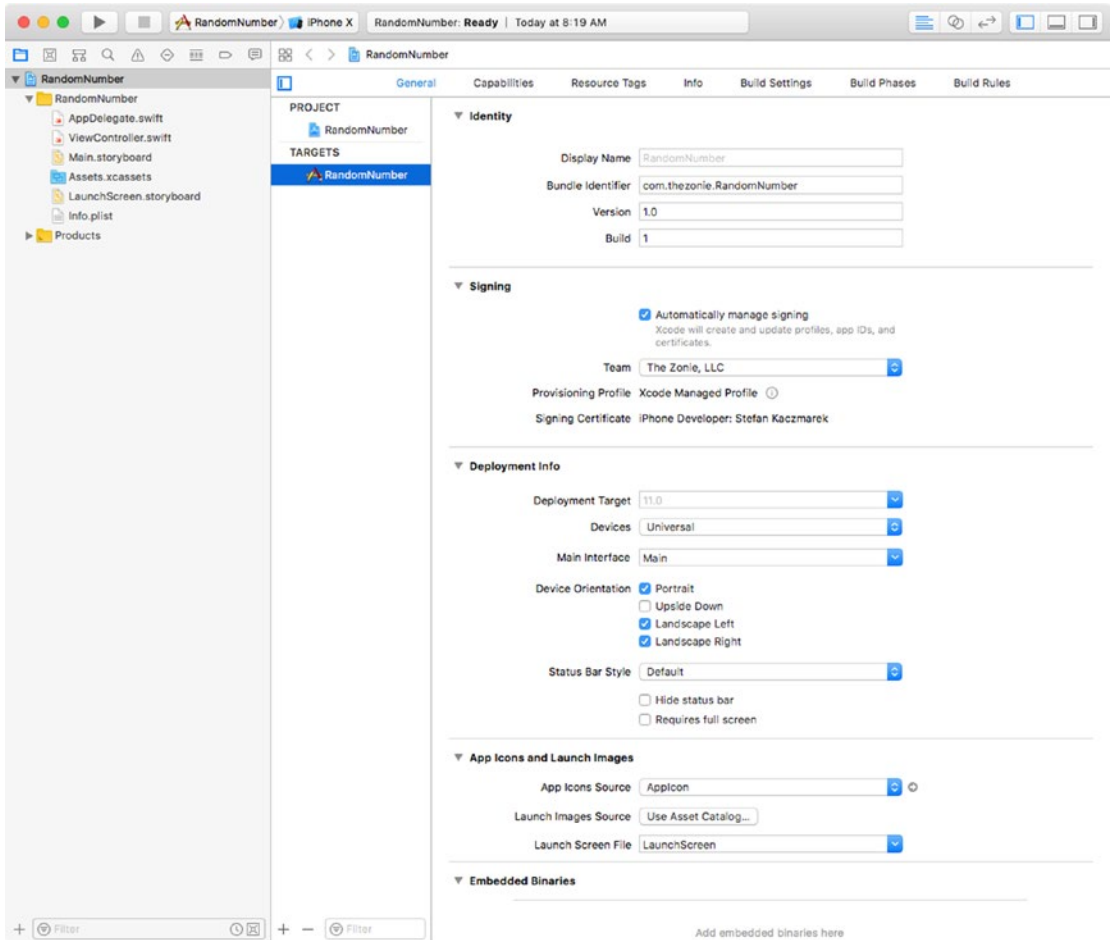 RandomNumber iPhone X RandomNumber: Ready | Today at 8:19 AM
RandomNumber
RandomNumber
RandomNumber
AppDelegate.swift
ViewController.swift
Main.storyboard
Assets.xcassets
LaunchScreen.storyboard
Info.plist
Products
Filter
General Capabilities Resource Tags Info Build Settings Build Phases Build Rules
PROJECT
RandomNumber
TARGETS
RandomNumber
Filter
Identity
Display Name RandomNumber
Bundle Identifier com.thezonie.RandomNumber
Version 1.0
Build 1
Signing
Automatically manage signing
Xcode will create and update profiles, app IDs, and
certificates.
Team The Zonie, LLC
Provisioning Profile Xcode Managed Profile
Signing Certificate iPhone Developer: Stefan Kaczmarek
Deployment Info
Deployment Target 11.0
Devices Universal
Main Interface Main
Device Orientation Portrait
Upside Down
Landscape Left
Landscape Right
Status Bar Style Default
Hide status bar
Requires full screen
App Icons and Launch Images
App Icons Source AppIcon
Launch Images Source Use Asset Catalog...
Launch Screen File LaunchScreen
Embedded Binaries
Add embedded binaries here